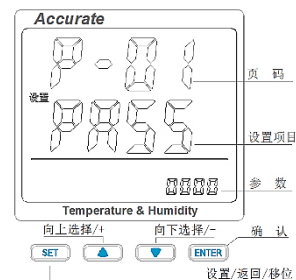 Accurate
P-01
页 码
设置
PASS
设置项目
0000
参 数
Temperature & Humidity
向上选择/+
向下选择/-
确 认
SET
ENTER
设置/返回/移位